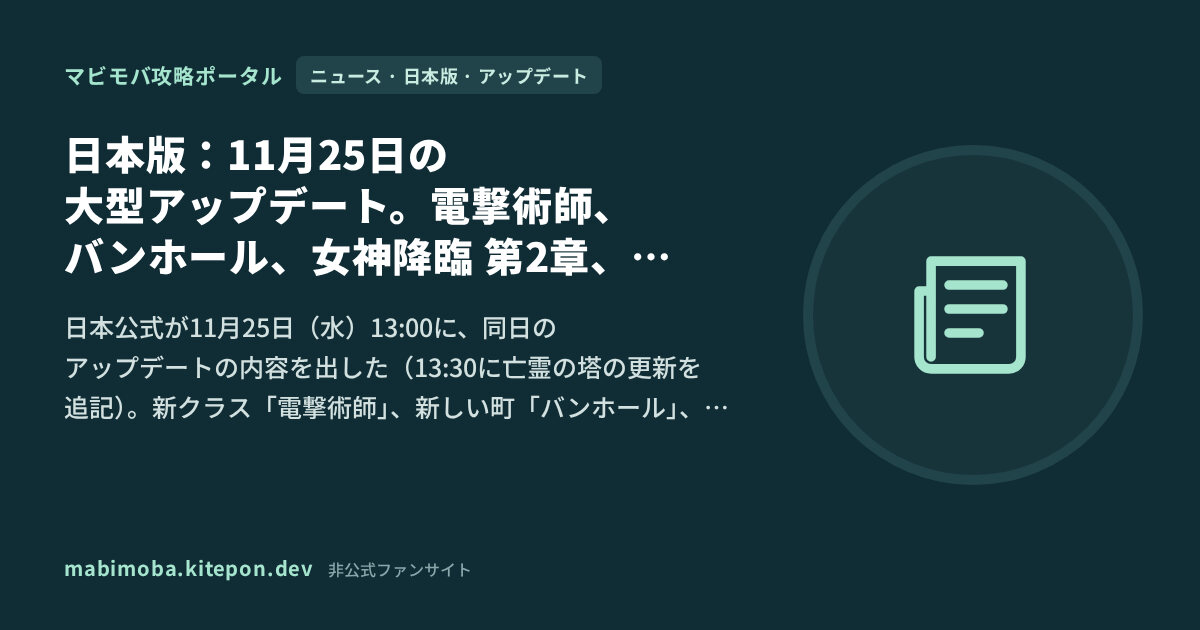 マビモバ攻略ポータル
ニュース · 日本版 · アップデート
日本版：11月25日の
大型アップデート。電撃術師、
バンホール、女神降臨 第2章、…
日本公式が11月25日（水）13:00に、同日の
アップデートの内容を出した（13:30に亡霊の塔の更新を
追記）。新クラス「電撃術師」、新しい町「バンホール」、…
mabimoba.kitepon.dev
非公式ファンサイト